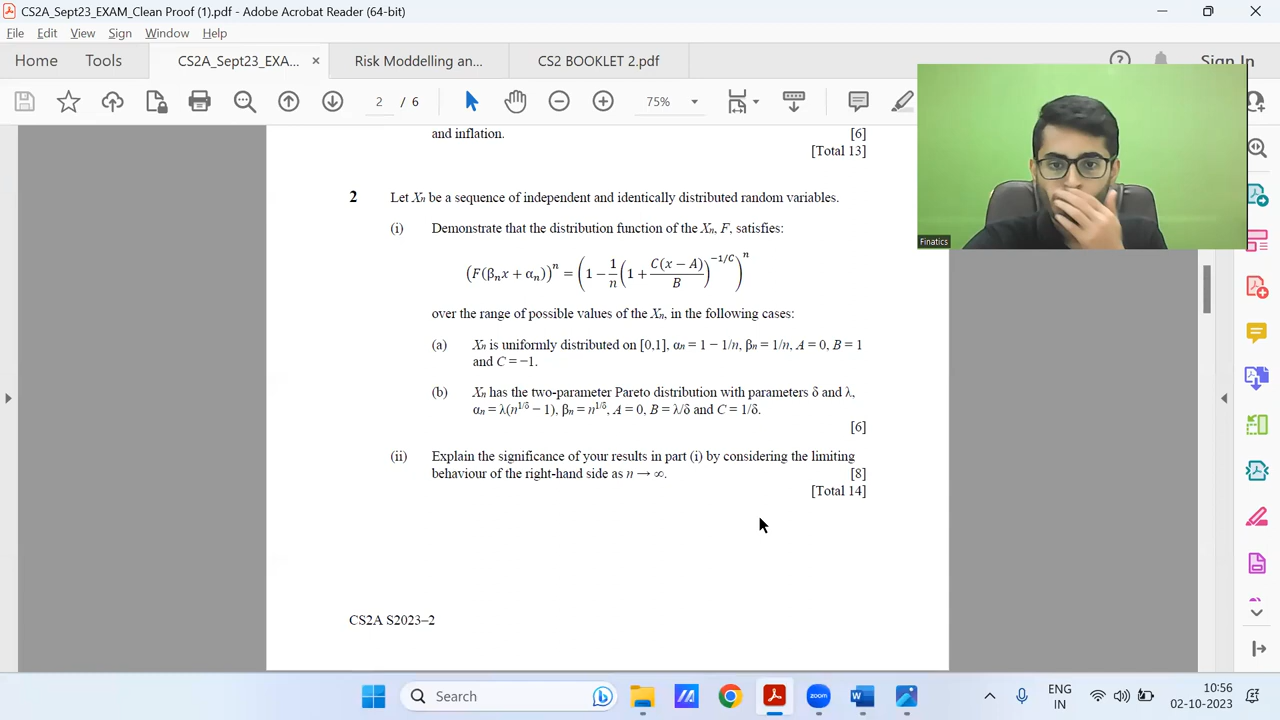 CS2A_Sept23_EXAM_Clean Proof (1).pdf - Adobe Acrobat Reader (64-bit)
File Edit View Sign Window Help
Home Tools CS2A_Sept23_EXA... × Risk Moddelling an... CS2 BOOKLET 2.pdf Sign In
2 / 6 75%
Finatics
and inflation. [6]
[Total 13]
2 Let Xn be a sequence of independent and identically distributed random variables.
(i) Demonstrate that the distribution function of the Xn, F, satisfies:
(F(βnx + αn))^n = (1 − 1/n (1 + C(x − A)/B)^−1/C)^n
over the range of possible values of the Xn, in the following cases:
(a) Xn is uniformly distributed on [0,1], αn = 1 − 1/n, βn = 1/n, A = 0, B = 1
and C = −1.
(b) Xn has the two-parameter Pareto distribution with parameters δ and λ,
αn = λ(n^1/δ − 1), βn = n^1/δ, A = 0, B = λ/δ and C = 1/δ.
[6]
(ii) Explain the significance of your results in part (i) by considering the limiting
behaviour of the right-hand side as n → ∞. [8]
[Total 14]
CS2A S2023–2
Search
zoom
ENG
IN
10:56
02-10-2023